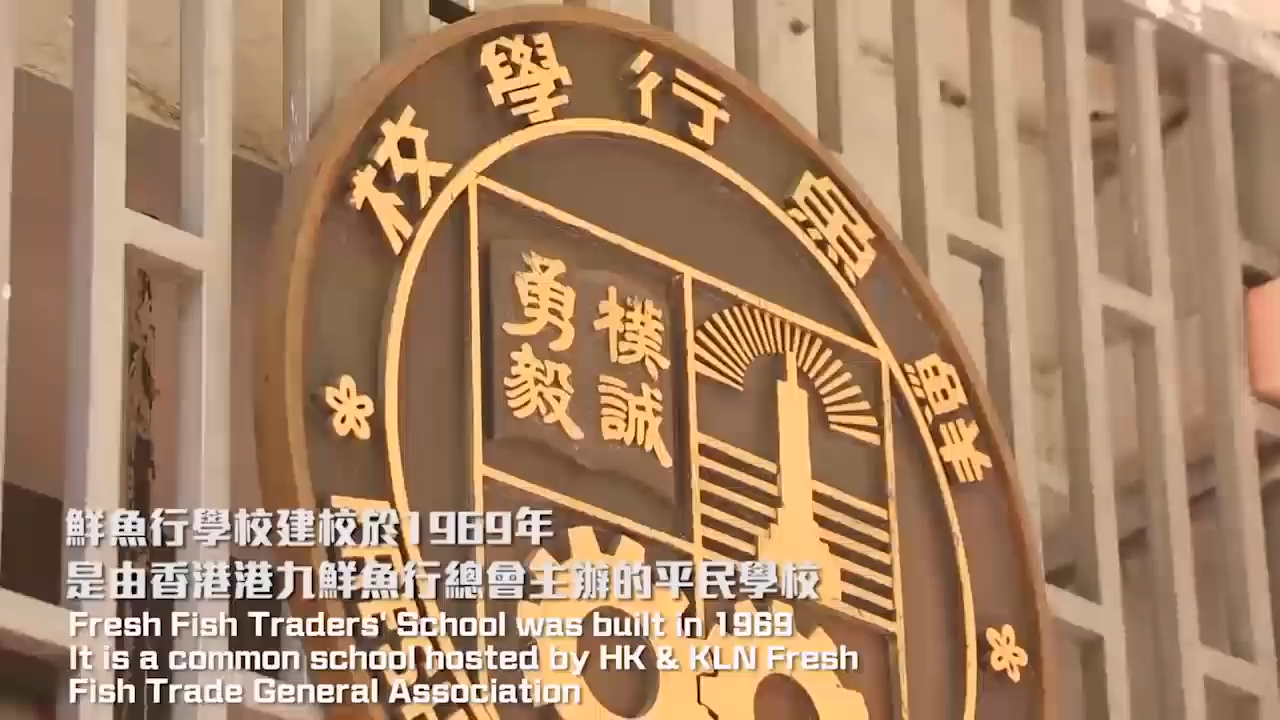 校學行魚鮮
勇毅
樸誠
鮮魚行學校建校於1969年
是由香港港九鮮魚行總會主辦的平民學校
Fresh Fish Traders' School was built in 1969
It is a common school hosted by HK & KLN Fresh
Fish Trade General Association